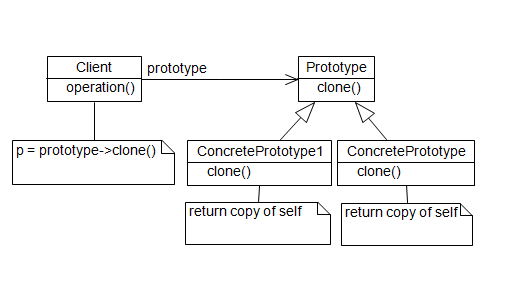 Client
operation()
prototype
Prototype
clone()
p = prototype->clone()
ConcretePrototype1
clone()
ConcretePrototype
clone()
return copy of self
return copy of self